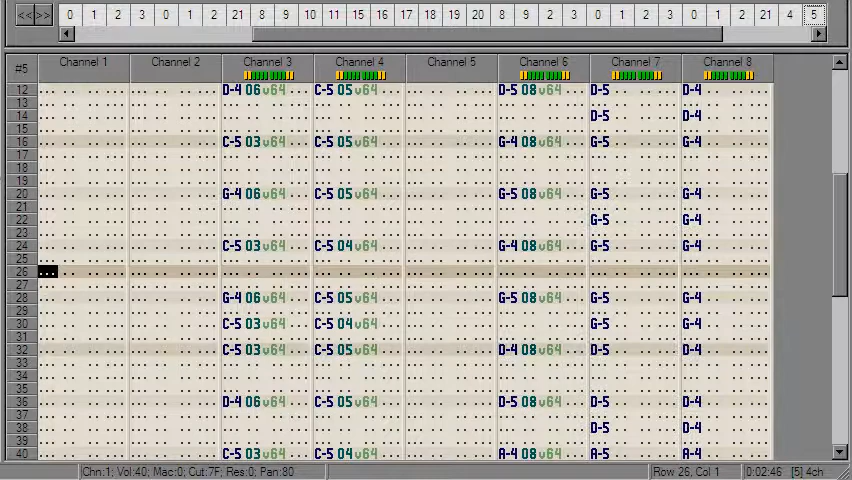 << >> 0 1 2 3 21 8 9 10 11 15 16 17 18 19 20 8 9 0 1 2 3 0 1 21 4 5
#5 Channel 1 Channel 2 Channel 3 Channel 4 Channel 5 Channel 6 Channel 7 Channel 8
12 D-4 06 v64 C-5 05 v64 D-5 08 v64 D-5 D-4
13
14 D-5 D-4
15
16 C-5 03 v64 C-5 05 v64 G-4 08 v64 G-5 G-4
17
18
19
20 G-4 06 v64 C-5 05 v64 G-5 08 v64 G-5 G-4
21
22 G-5 G-4
23
24 C-5 03 v64 C-5 04 v64 G-4 08 v64 G-5 G-4
25
26
27
28 G-4 06 v64 C-5 05 v64 G-5 08 v64 G-5 G-4
29
30 C-5 03 v64 C-5 04 v64 G-5 G-4
31
32 C-5 03 v64 C-5 05 v64 D-4 08 v64 D-5 D-4
33
34
35
36 D-4 06 v64 C-5 05 v64 D-5 08 v64 D-5 D-4
37
38 D-5 D-4
39
40 C-5 03 v64 C-5 04 v64 A-4 08 v64 A-5 A-4
Chn:1; Vol:40; Mac:0; Cut:7F; Res:0; Pan:80 Row 26, Col 1 0:02:46 [5] 4ch